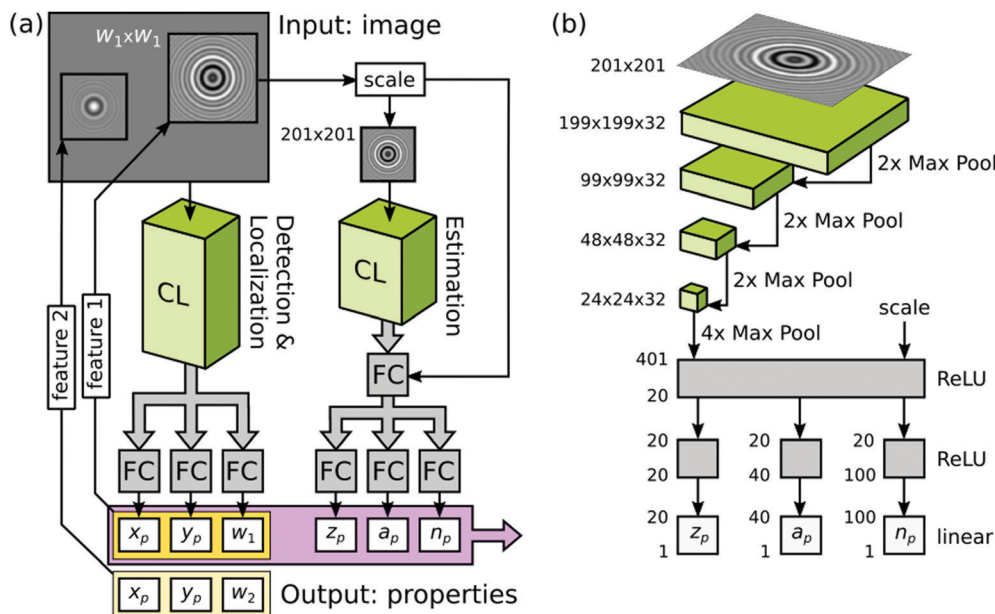 (a)
Input: image
w₁xw₁
scale
201x201
CL
Detection &
Localization
CL
Estimation
feature 2
feature 1
FC
FC
FC
FC
FC
FC
FC
xₚ
yₚ
w₁
zₚ
aₚ
nₚ
xₚ
yₚ
w₂
Output: properties
(b)
201x201
199x199x32
2x Max Pool
99x99x32
2x Max Pool
48x48x32
2x Max Pool
24x24x32
4x Max Pool
scale
401
20
ReLU
20
20
20
40
20
100
ReLU
20
zₚ
1
40
aₚ
1
100
nₚ
1
linear